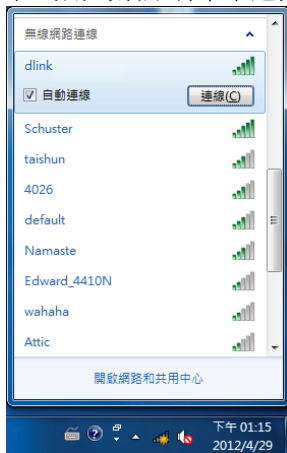 無線網路連線
dlink
自動連線 連線(C)
Schuster
taishun
4026
default
Namaste
Edward_4410N
wahaha
Attic
開啟網路和共用中心
下午 01:15
2012/4/29